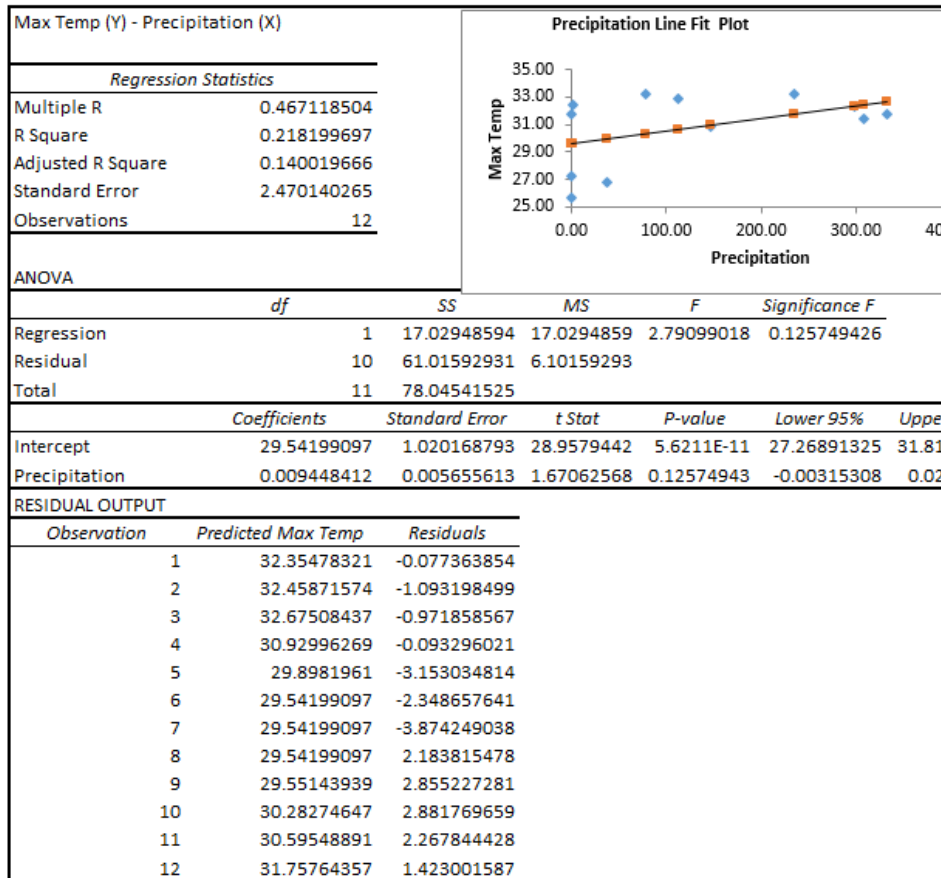 Max Temp (Y) - Precipitation (X)
Regression Statistics
Multiple R 0.467118504
R Square 0.218199697
Adjusted R Square 0.140019666
Standard Error 2.470140265
Observations 12
Precipitation Line Fit Plot
Max Temp
35.00
33.00
31.00
29.00
27.00
25.00
0.00 100.00 200.00 300.00 40
Precipitation
ANOVA
df SS MS F Significance F
Regression 1 17.02948594 17.0294859 2.79099018 0.125749426
Residual 10 61.01592931 6.10159293
Total 11 78.04541525
Coefficients Standard Error t Stat P-value Lower 95% Uppe
Intercept 29.54199097 1.020168793 28.9579442 5.6211E-11 27.26891325 31.81
Precipitation 0.009448412 0.005655613 1.67062568 0.12574943 -0.00315308 0.02
RESIDUAL OUTPUT
Observation Predicted Max Temp Residuals
1 32.35478321 -0.077363854
2 32.45871574 -1.093198499
3 32.67508437 -0.971858567
4 30.92996269 -0.093296021
5 29.8981961 -3.153034814
6 29.54199097 -2.348657641
7 29.54199097 -3.874249038
8 29.54199097 2.183815478
9 29.55143939 2.855227281
10 30.28274647 2.881769659
11 30.59548891 2.267844428
12 31.75764357 1.423001587